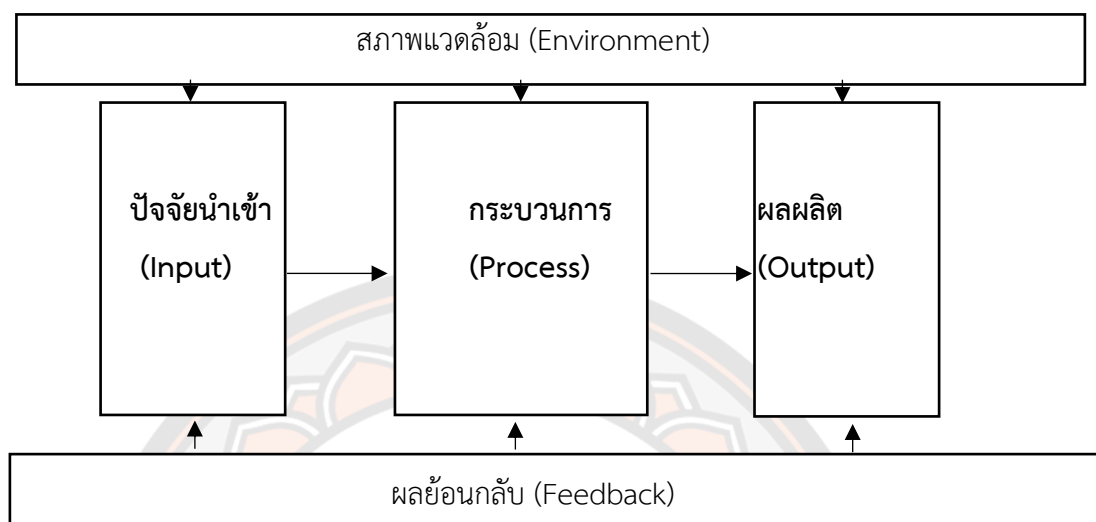 สภาพแวดล้อม (Environment)
ปัจจัยนำเข้า
(Input)
กระบวนการ
(Process)
ผลผลิต
(Output)
ผลย้อนกลับ (Feedback)